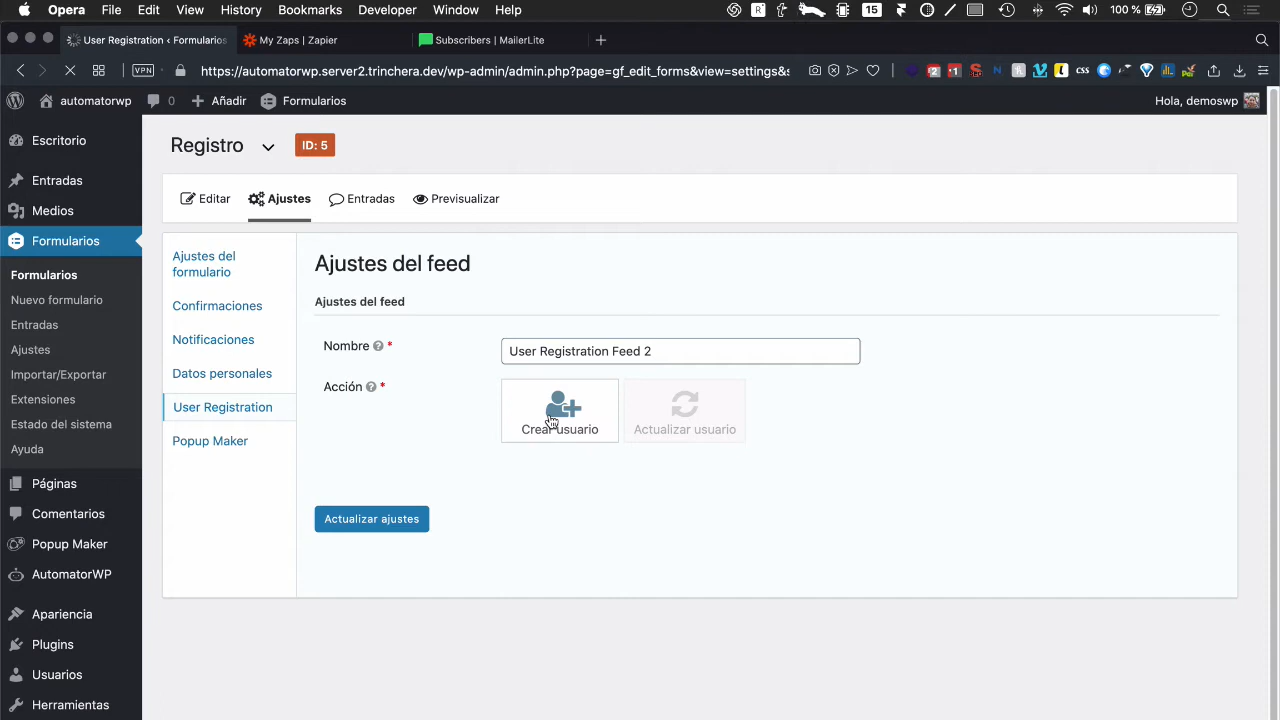 Opera File Edit View History Bookmarks Developer Window Help 15 100 %
User Registration ‹ Formularios My Zaps | Zapier Subscribers | MailerLite
VPN https://automatorwp.server2.trinchera.dev/wp-admin/admin.php?page=gf_edit_forms&view=settings&s
automatorwp 0 Añadir Formularios Hola, demoswp
Escritorio
Entradas
Medios
Formularios
Formularios
Nuevo formulario
Entradas
Ajustes
Importar/Exportar
Extensiones
Estado del sistema
Ayuda
Páginas
Comentarios
Popup Maker
AutomatorWP
Apariencia
Plugins
Usuarios
Herramientas
Registro ID: 5
Editar Ajustes Entradas Previsualizar
Ajustes del
formulario
Confirmaciones
Notificaciones
Datos personales
User Registration
Popup Maker
Ajustes del feed
Ajustes del feed
Nombre * User Registration Feed 2
Acción *
Crear usuario Actualizar usuario
Actualizar ajustes